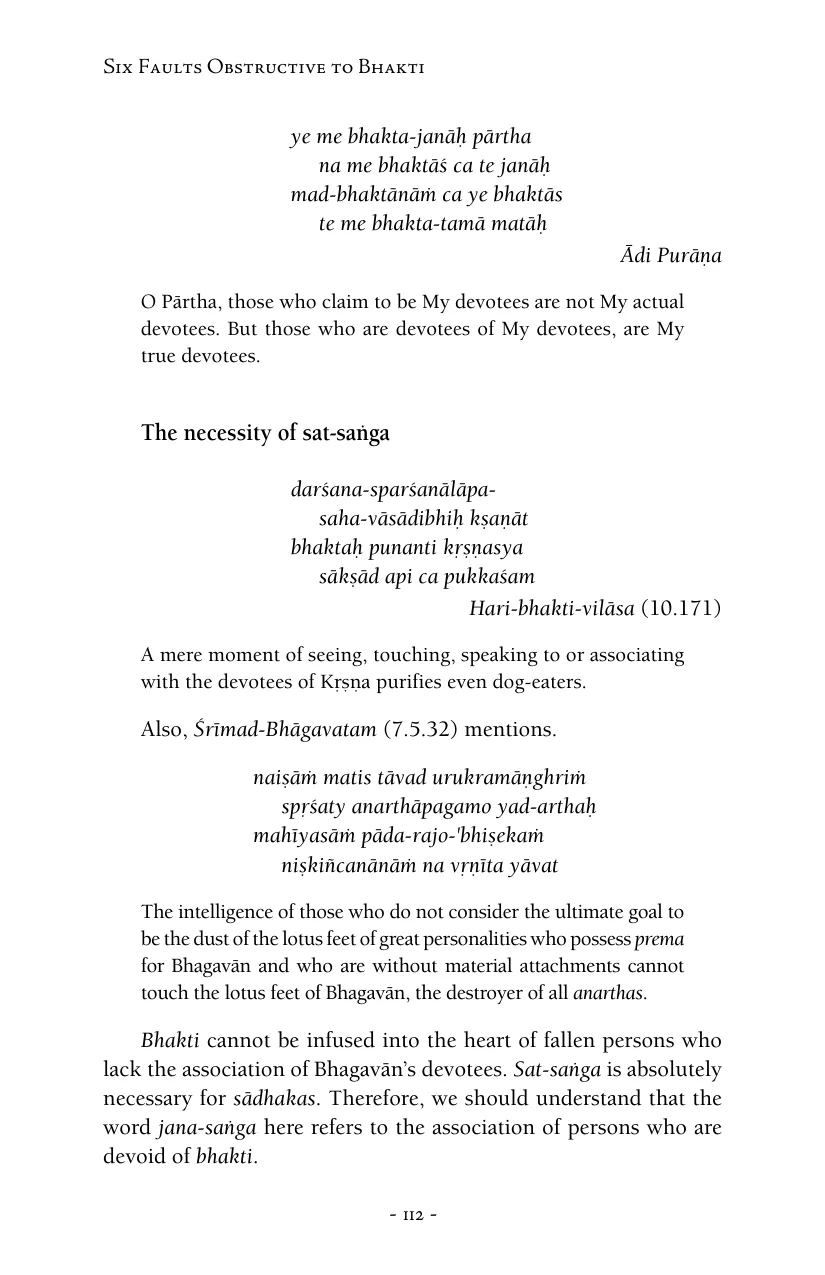 Six Faults Obstructive to Bhakti
ye me bhakta-janāḥ pārtha
na me bhaktāś ca te janāḥ
mad-bhaktānāṁ ca ye bhaktās
te me bhakta-tamā matāḥ
Ādi Purāṇa
O Pārtha, those who claim to be My devotees are not My actual
devotees. But those who are devotees of My devotees, are My
true devotees.
The necessity of sat-saṅga
darśana-sparśanālāpa-
saha-vāsādibhiḥ kṣaṇāt
bhaktaḥ punanti kṛṣṇasya
sākṣād api ca pukkaśam
Hari-bhakti-vilāsa (10.171)
A mere moment of seeing, touching, speaking to or associating
with the devotees of Kṛṣṇa purifies even dog-eaters.
Also, Śrīmad-Bhāgavatam (7.5.32) mentions.
naiṣāṁ matis tāvad urukramāṇghriṁ
spṛśaty anarthāpagamo yad-arthaḥ
mahīyasāṁ pāda-rajo-'bhiṣekaṁ
niṣkiñcanānāṁ na vṛṇīta yāvat
The intelligence of those who do not consider the ultimate goal to
be the dust of the lotus feet of great personalities who possess prema
for Bhagavān and who are without material attachments cannot
touch the lotus feet of Bhagavān, the destroyer of all anarthas.
Bhakti cannot be infused into the heart of fallen persons who
lack the association of Bhagavān’s devotees. Sat-saṅga is absolutely
necessary for sādhakas. Therefore, we should understand that the
word jana-saṅga here refers to the association of persons who are
devoid of bhakti.
- 112 -